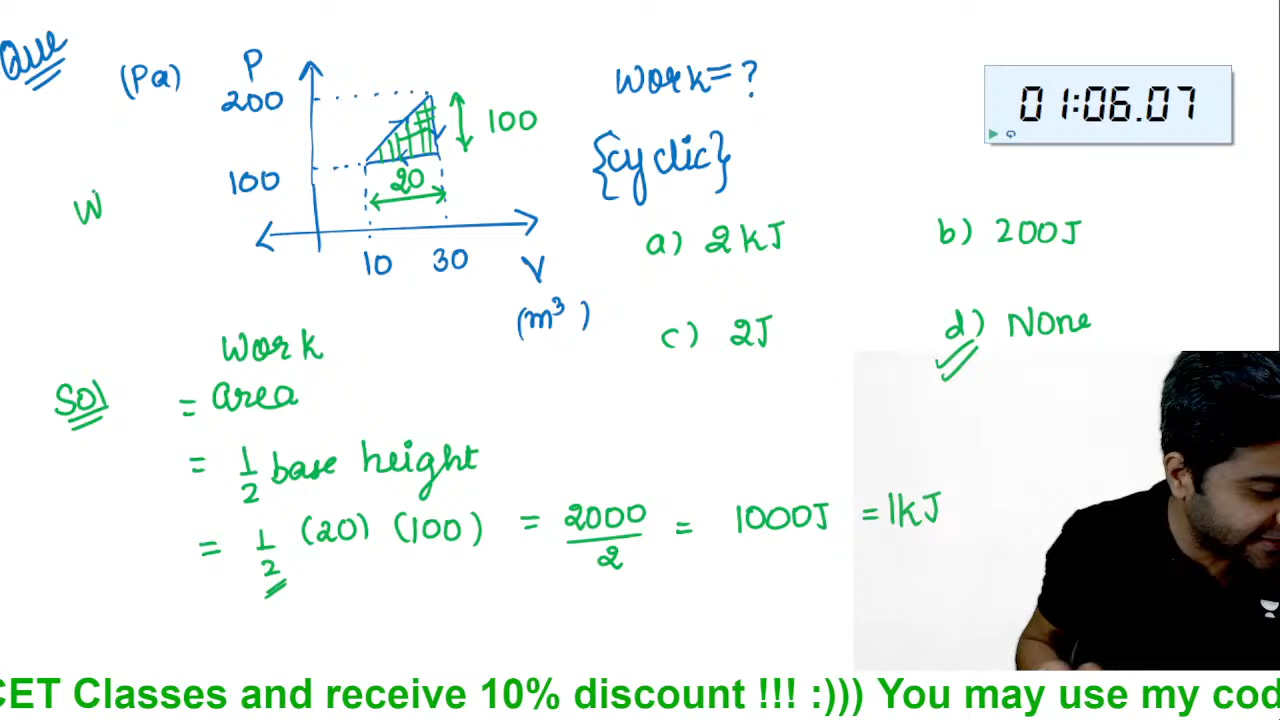 Que
(Pa)
P
200
100
W
100
20
10
30
V
(m³)
Work = ?
{cyclic}
01:06.07
a) 2 kJ
b) 200J
c) 2J
d) None
Sol
Work
= area
= 1/2 base height
= 1/2 (20) (100) = 2000/2 = 1000J = 1kJ
CET Classes and receive 10% discount !!! :))) You may use my cod